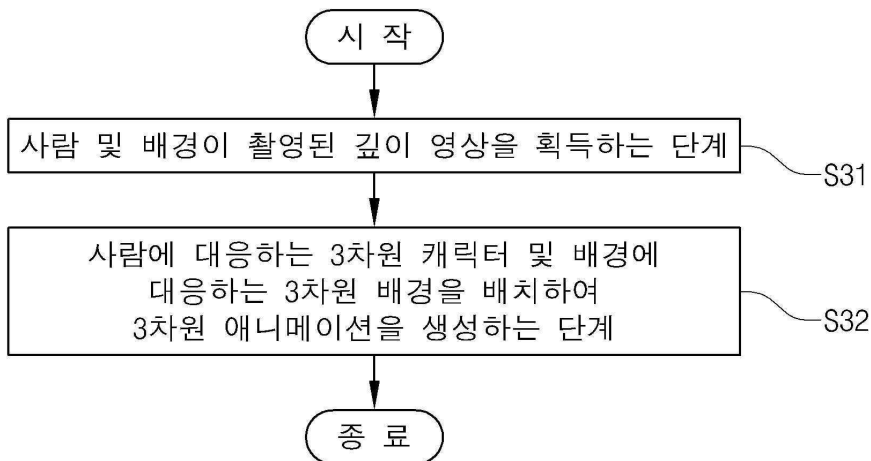 시 작
사람 및 배경이 촬영된 깊이 영상을 획득하는 단계
S31
사람에 대응하는 3차원 캐릭터 및 배경에
대응하는 3차원 배경을 배치하여
3차원 애니메이션을 생성하는 단계
S32
종 료